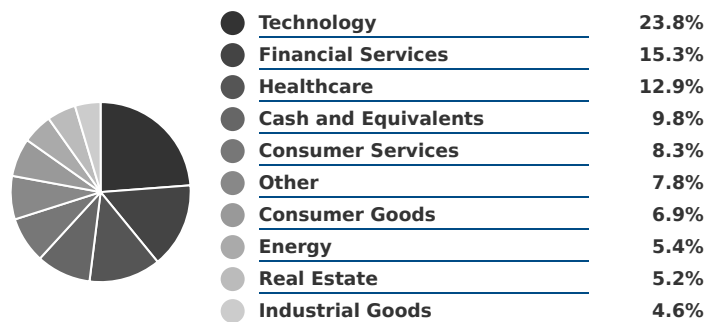 Technology 23.8%
Financial Services 15.3%
Healthcare 12.9%
Cash and Equivalents 9.8%
Consumer Services 8.3%
Other 7.8%
Consumer Goods 6.9%
Energy 5.4%
Real Estate 5.2%
Industrial Goods 4.6%